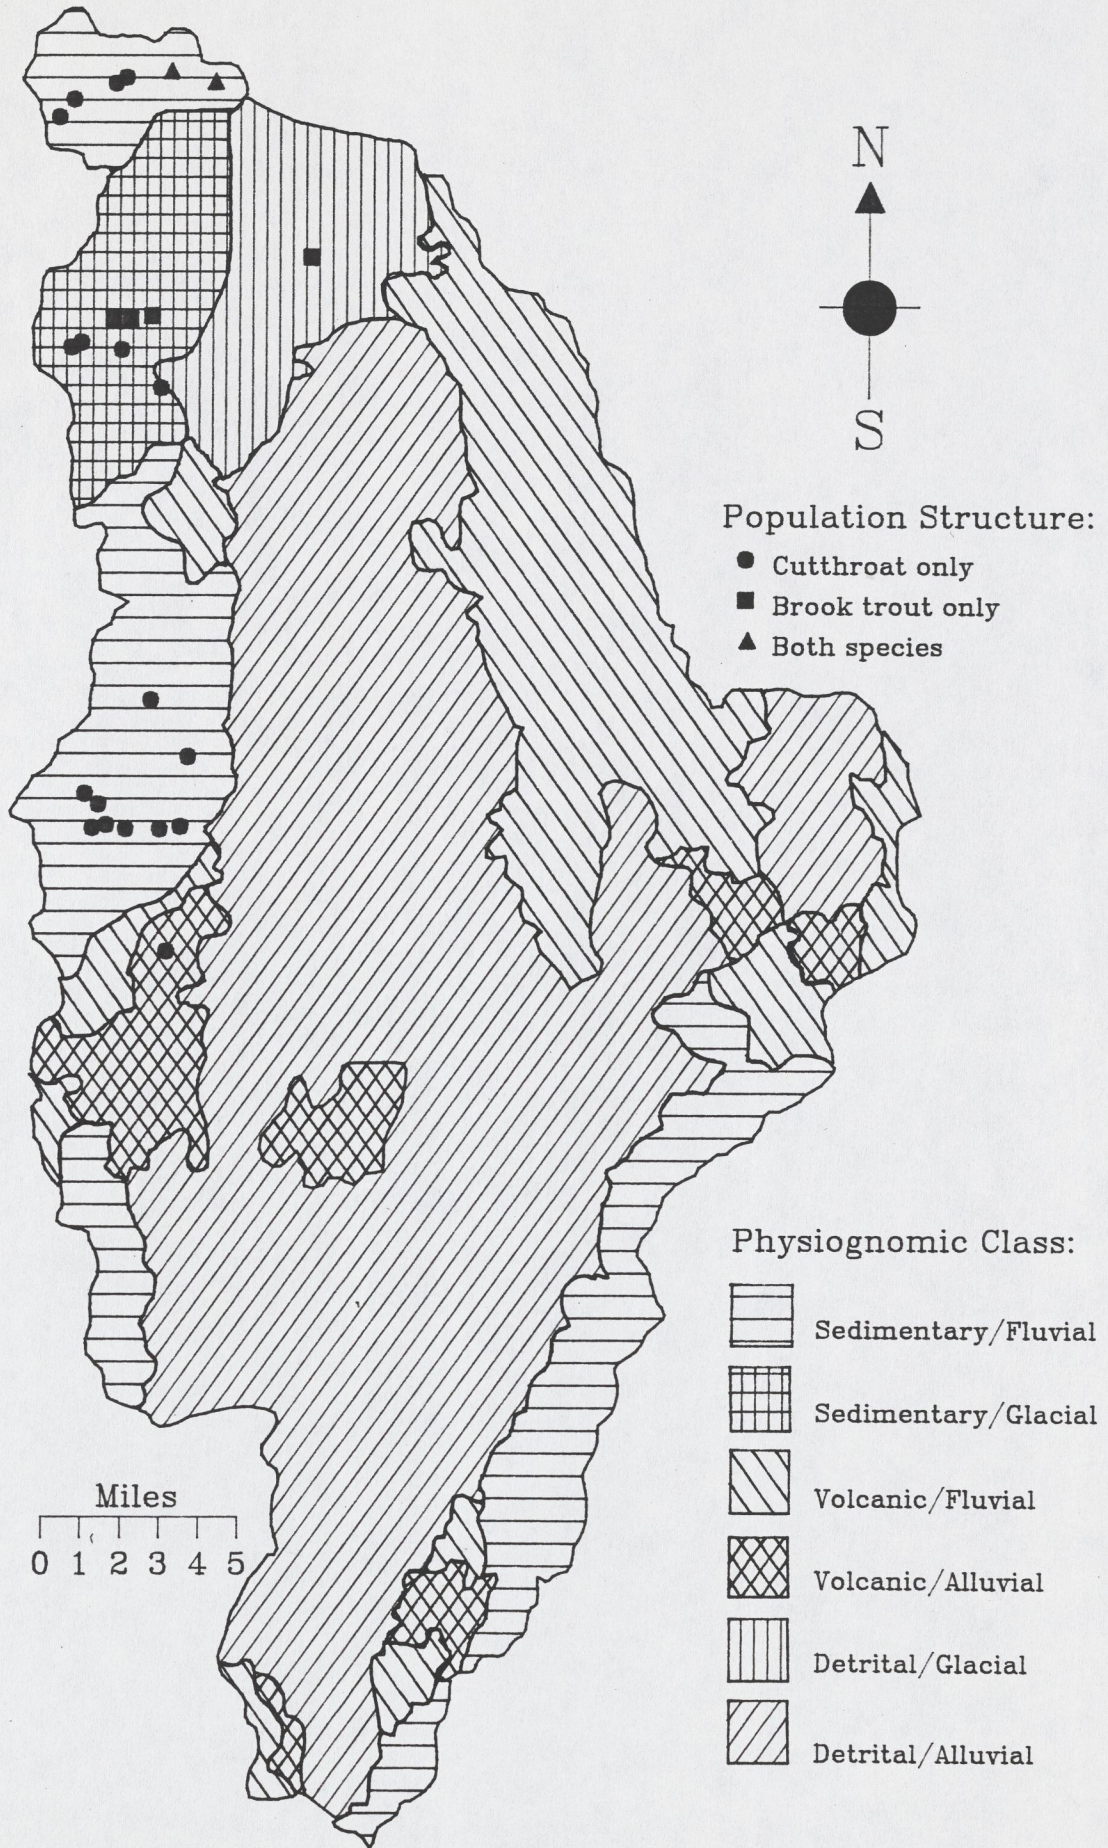 N
S
Population Structure:
Cutthroat only
Brook trout only
Both species
Physiognomic Class:
Sedimentary/Fluvial
Sedimentary/Glacial
Volcanic/Fluvial
Volcanic/Alluvial
Detrital/Glacial
Detrital/Alluvial
Miles
0 1 2 3 4 5